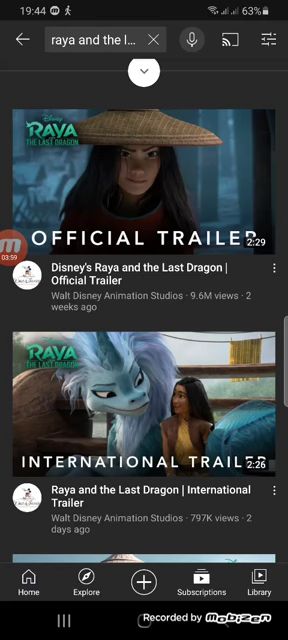 19:44
63%
raya and the l...
Disney
RAYA
AND
THE LAST DRAGON
OFFICIAL TRAILER
2:29
03:59
Disney's Raya and the Last Dragon |
Official Trailer
Walt Disney Animation Studios · 9.6M views · 2
weeks ago
Disney
RAYA
AND
THE LAST DRAGON
INTERNATIONAL TRAILER
2:26
Raya and the Last Dragon | International
Trailer
Walt Disney Animation Studios · 797K views · 2
days ago
Home
Explore
Subscriptions
Library
Recorded by mobizen